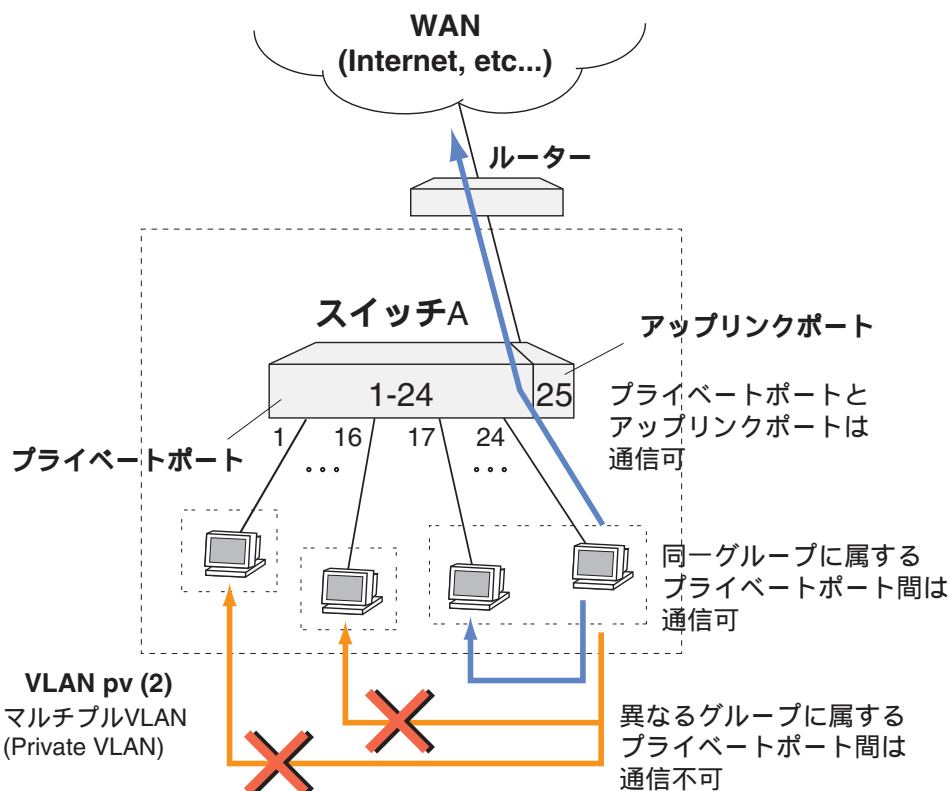 WAN
(Internet, etc...)
ルーター
スイッチA
アップリンクポート
1-24
25
プライベートポートと
アップリンクポートは
通信可
1
16
17
24
プライベートポート
同一グループに属する
プライベートポート間は
通信可
VLAN pv (2)
マルチプルVLAN
(Private VLAN)
異なるグループに属する
プライベートポート間は
通信不可